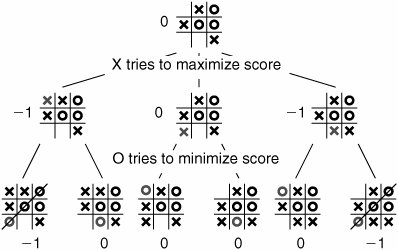 0
X tries to maximize score
−1 0 −1
O tries to minimize score
−1 0 0 0 0 −1